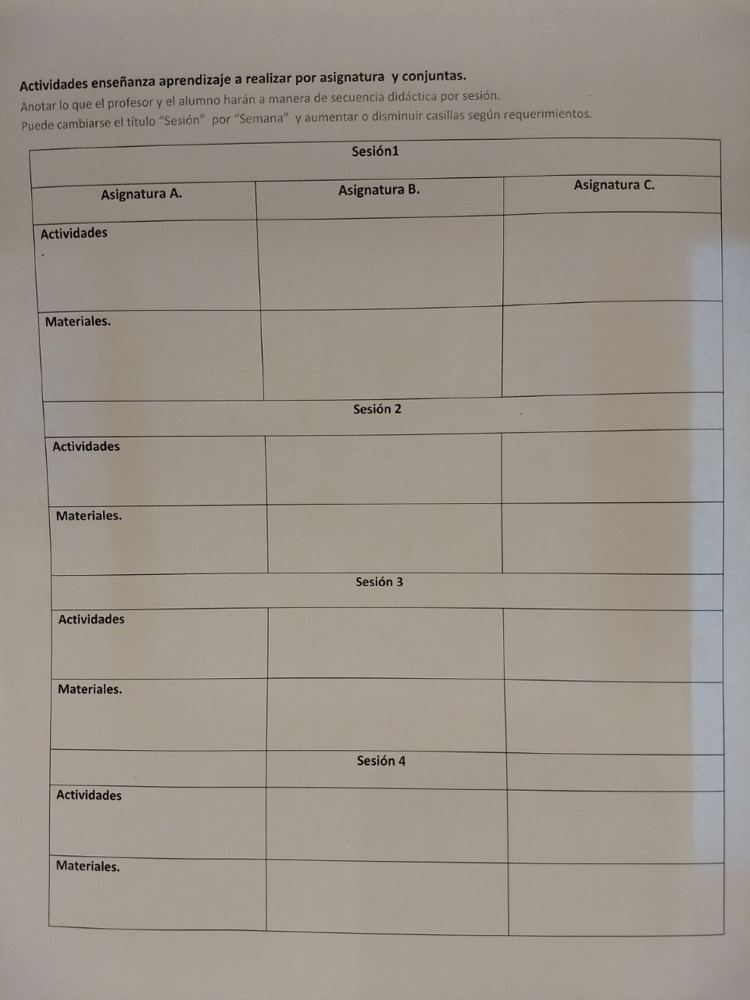 Actividades enseñanza aprendizaje a realizar por asignatura y conjuntas.
Anotar lo que el profesor y el alumno harán a manera de secuencia didáctica por sesión.
Puede cambiarse el título “Sesión” por “Semana” y aumentar o disminuir casillas según requerimientos.
Sesión1
Asignatura A.
Asignatura B.
Asignatura C.
Actividades
.
Materiales.
Sesión 2
Actividades
Materiales.
Sesión 3
Actividades
Materiales.
Sesión 4
Actividades
Materiales.